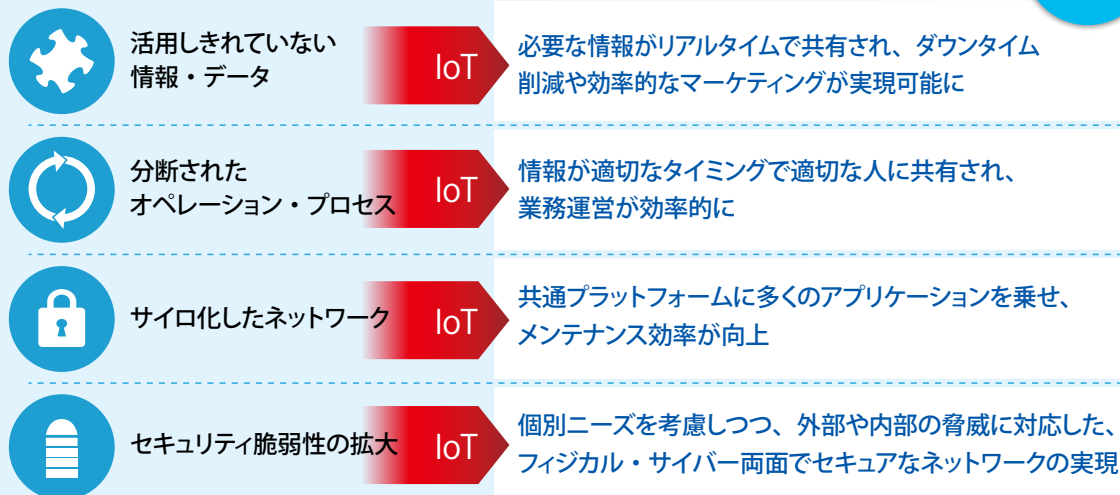 活用しきれていない
情報・データ
IoT
必要な情報がリアルタイムで共有され、ダウンタイム
削減や効率的なマーケティングが実現可能に
分断された
オペレーション・プロセス
IoT
情報が適切なタイミングで適切な人に共有され、
業務運営が効率的に
サイロ化したネットワーク
IoT
共通プラットフォームに多くのアプリケーションを乗せ、
メンテナンス効率が向上
セキュリティ脆弱性の拡大
IoT
個別ニーズを考慮しつつ、外部や内部の脅威に対応した、
フィジカル・サイバー両面でセキュアなネットワークの実現